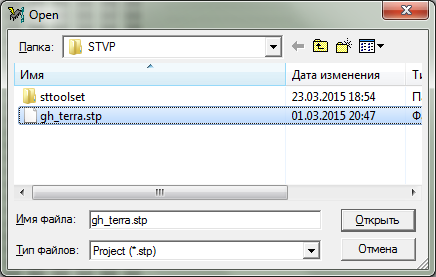 Open
Папка: STVP
Имя Дата изменения
sttoolset 23.03.2015 18:54
gh_terra.stp 01.03.2015 20:47
Имя файла: gh_terra.stp Открыть
Тип файлов: Project (*.stp) Отмена